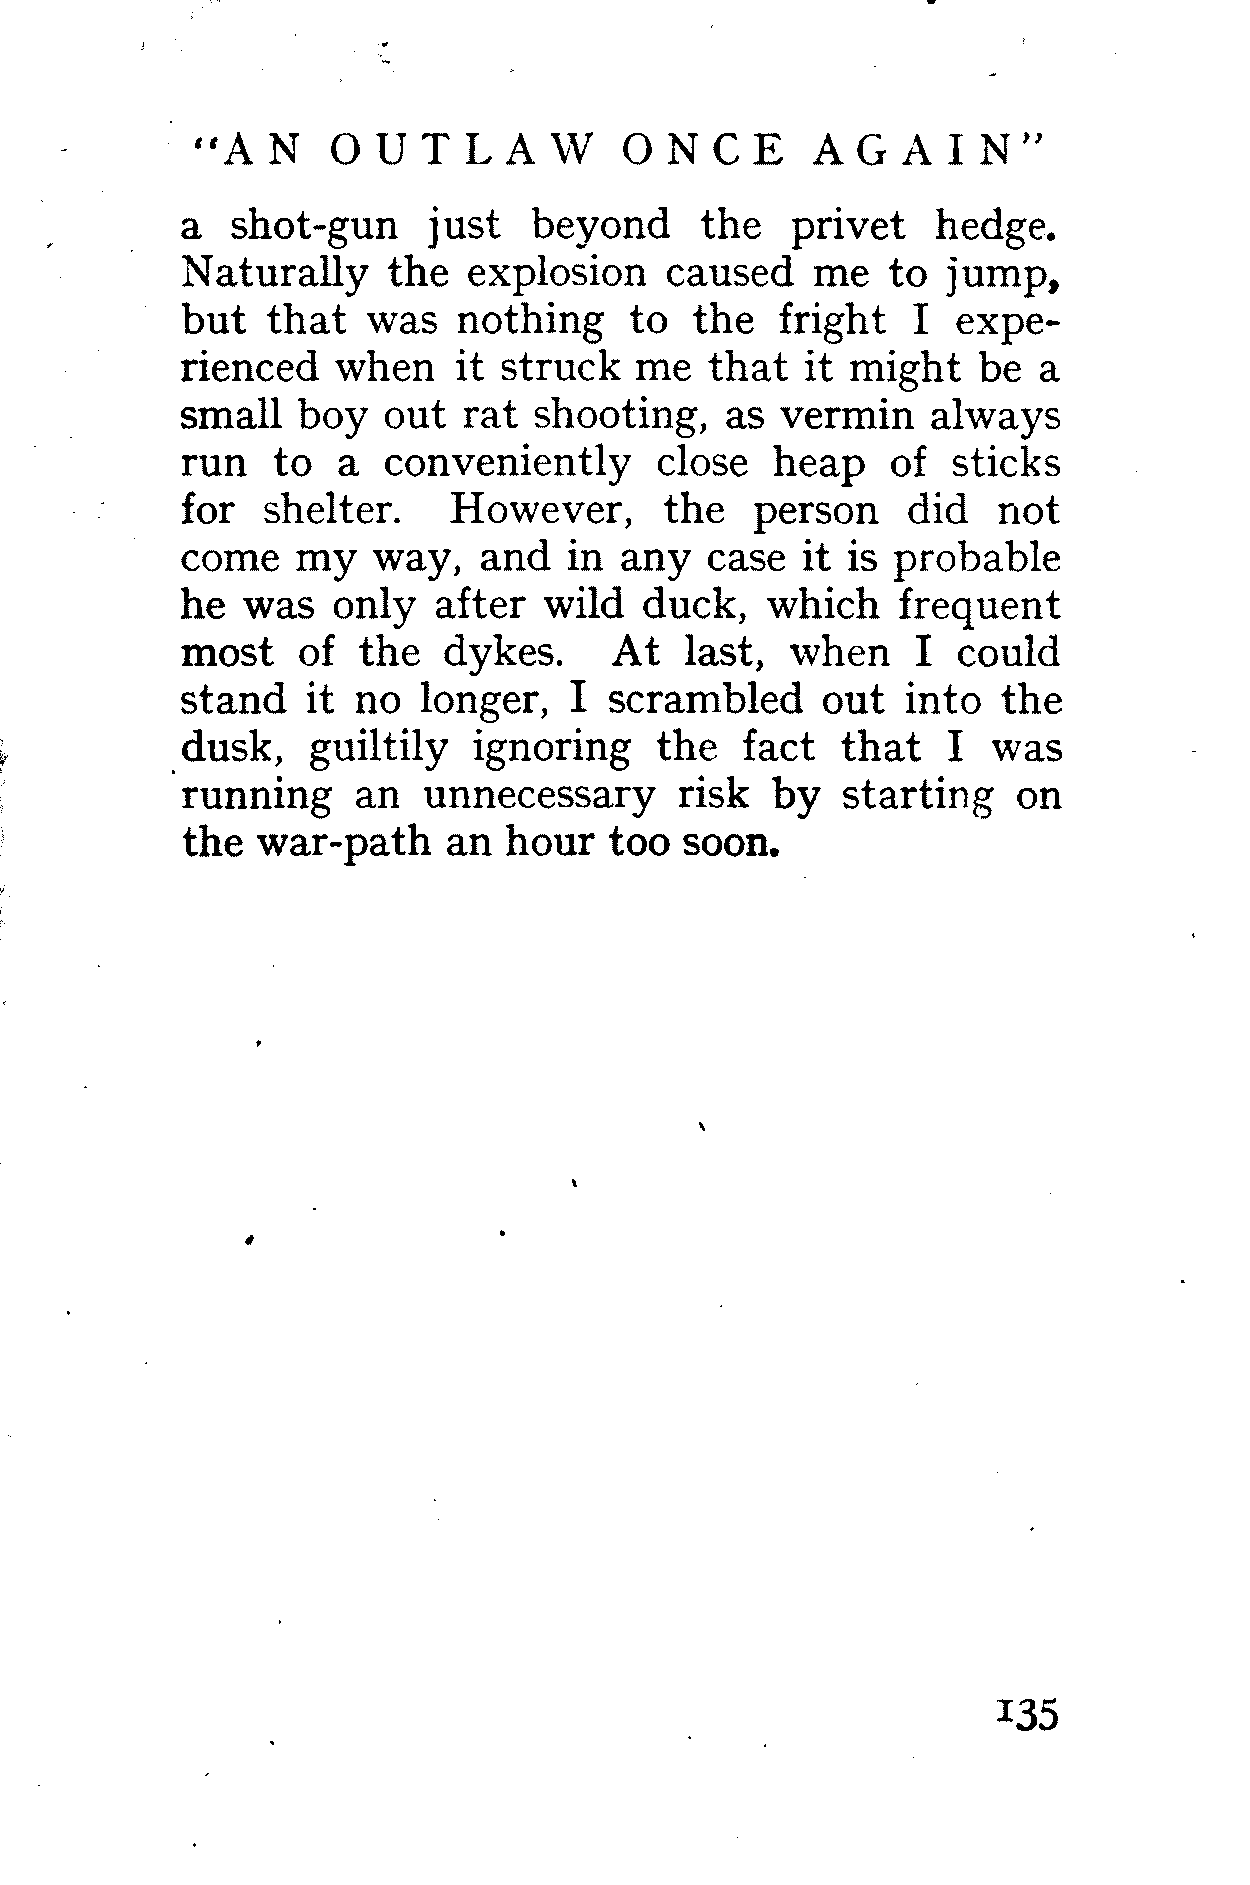 "AN OUTLAW ONCE AGAIN"
a shot-gun just beyond the privet hedge.
Naturally the explosion caused me to jump,
but that was nothing to the fright I expe-
rienced when it struck me that it might be a
small boy out rat shooting, as vermin always
run to a conveniently close heap of sticks
for shelter. However, the person did not
come my way, and in any case it is probable
he was only after wild duck, which frequent
most of the dykes. At last, when I could
stand it no longer, I scrambled out into the
dusk, guiltily ignoring the fact that I was
running an unnecessary risk by starting on
the war-path an hour too soon.
135